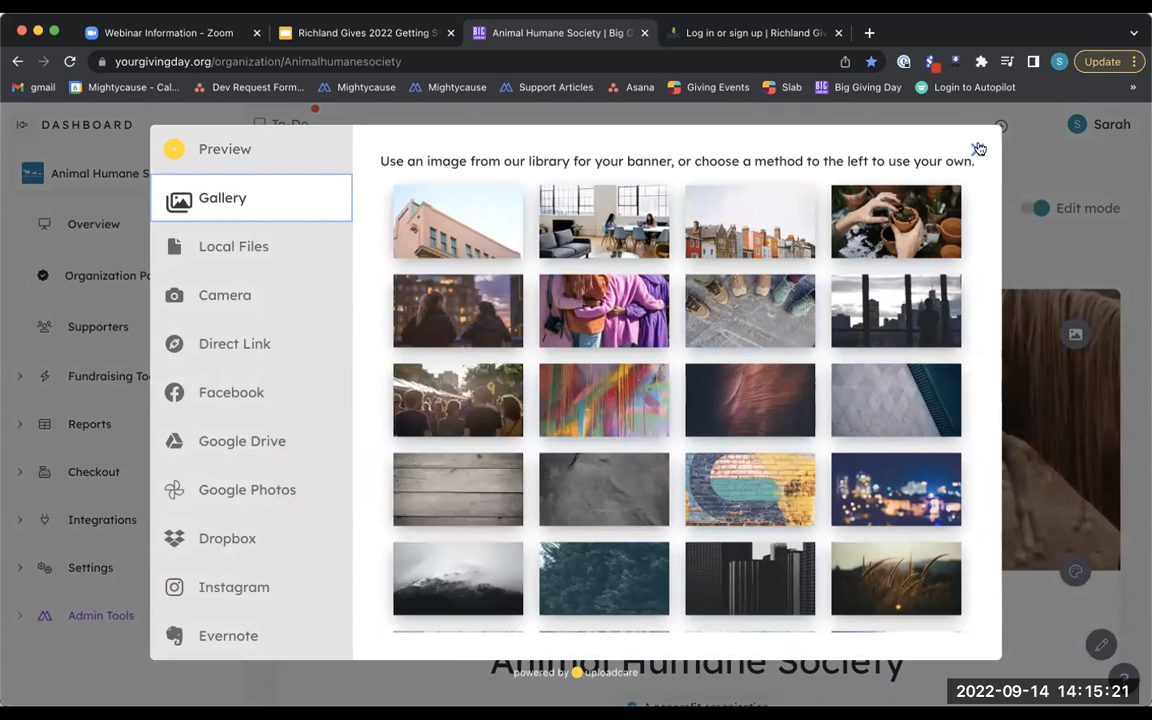 Webinar Information - Zoom
Richland Gives 2022 Getting S
Animal Humane Society | Big G
Log in or sign up | Richland Giv
yourgivingday.org/organization/Animalhumanesociety
S
Update
gmail
Mightycause - Cal...
Dev Request Form...
Mightycause
Mightycause
Support Articles
Asana
Giving Events
Slab
Big Giving Day
Login to Autopilot
»
DASHBOARD
To-Do
S Sarah
Animal Humane S
Edit mode
Overview
Organization Pa
Supporters
Fundraising To
Reports
Checkout
Integrations
Settings
Admin Tools
Preview
Gallery
Local Files
Camera
Direct Link
Facebook
Google Drive
Google Photos
Dropbox
Instagram
Evernote
Use an image from our library for your banner, or choose a method to the left to use your own.
Animal Humane Society
powered by uploadcare
A nonprofit organization
?
2022-09-14 14:15:21